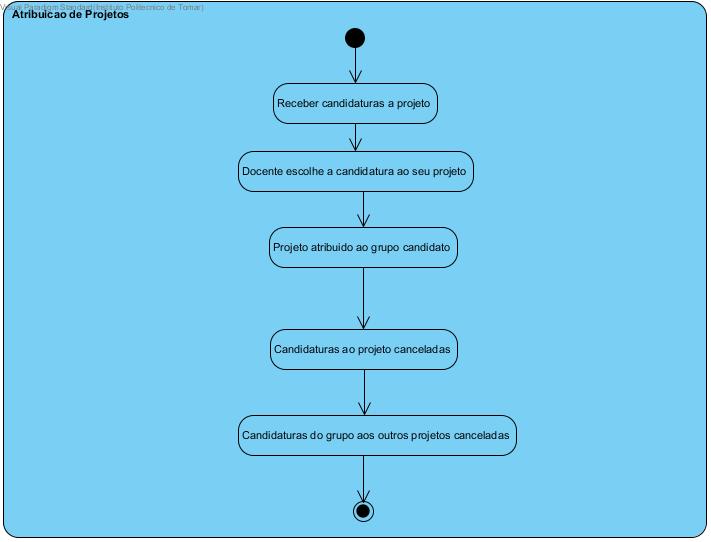 Visual Paradigm Standard(Instituto Politecnico de Tomar)
Atribuicao de Projetos
Receber candidaturas a projeto
Docente escolhe a candidatura ao seu projeto
Projeto atribuido ao grupo candidato
Candidaturas ao projeto canceladas
Candidaturas do grupo aos outros projetos canceladas